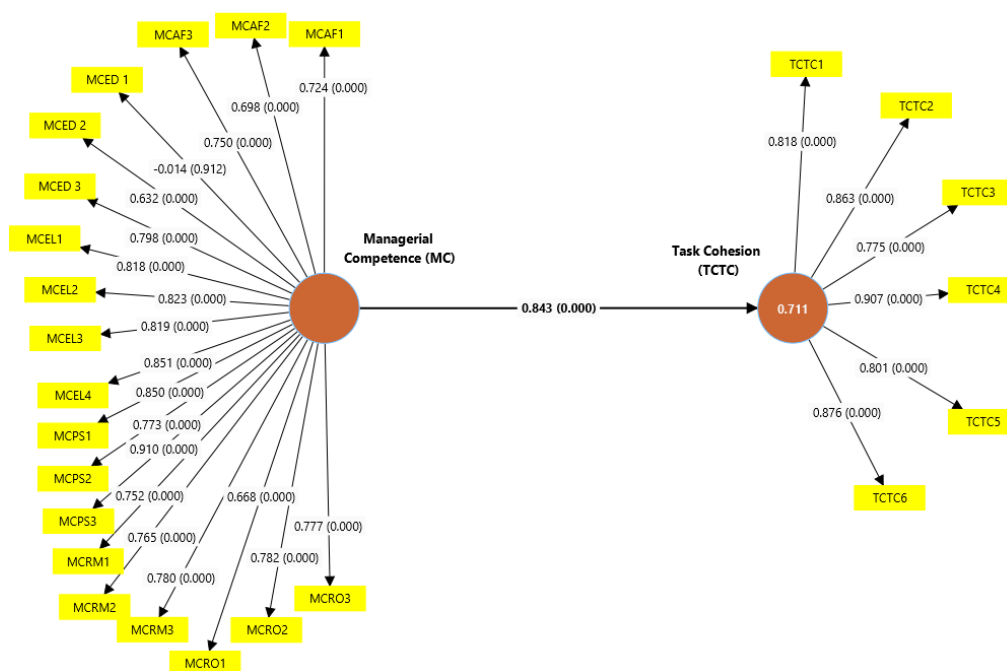 MCAF3
MCAF2
MCAF1
MCED 1
MCED 2
MCED 3
MCEL1
MCEL2
MCEL3
MCEL4
MCPS1
MCPS2
MCPS3
MCRM1
MCRM2
MCRM3
MCRO1
MCRO2
MCRO3
0.724 (0.000)
0.698 (0.000)
0.750 (0.000)
-0.014 (0.912)
0.632 (0.000)
0.798 (0.000)
0.818 (0.000)
0.823 (0.000)
0.819 (0.000)
0.851 (0.000)
0.850 (0.000)
0.773 (0.000)
0.910 (0.000)
0.752 (0.000)
0.765 (0.000)
0.780 (0.000)
0.668 (0.000)
0.782 (0.000)
0.777 (0.000)
Managerial
Competence (MC)
0.843 (0.000)
Task Cohesion
(TCTC)
0.711
0.818 (0.000)
0.863 (0.000)
0.775 (0.000)
0.907 (0.000)
0.801 (0.000)
0.876 (0.000)
TCTC1
TCTC2
TCTC3
TCTC4
TCTC5
TCTC6